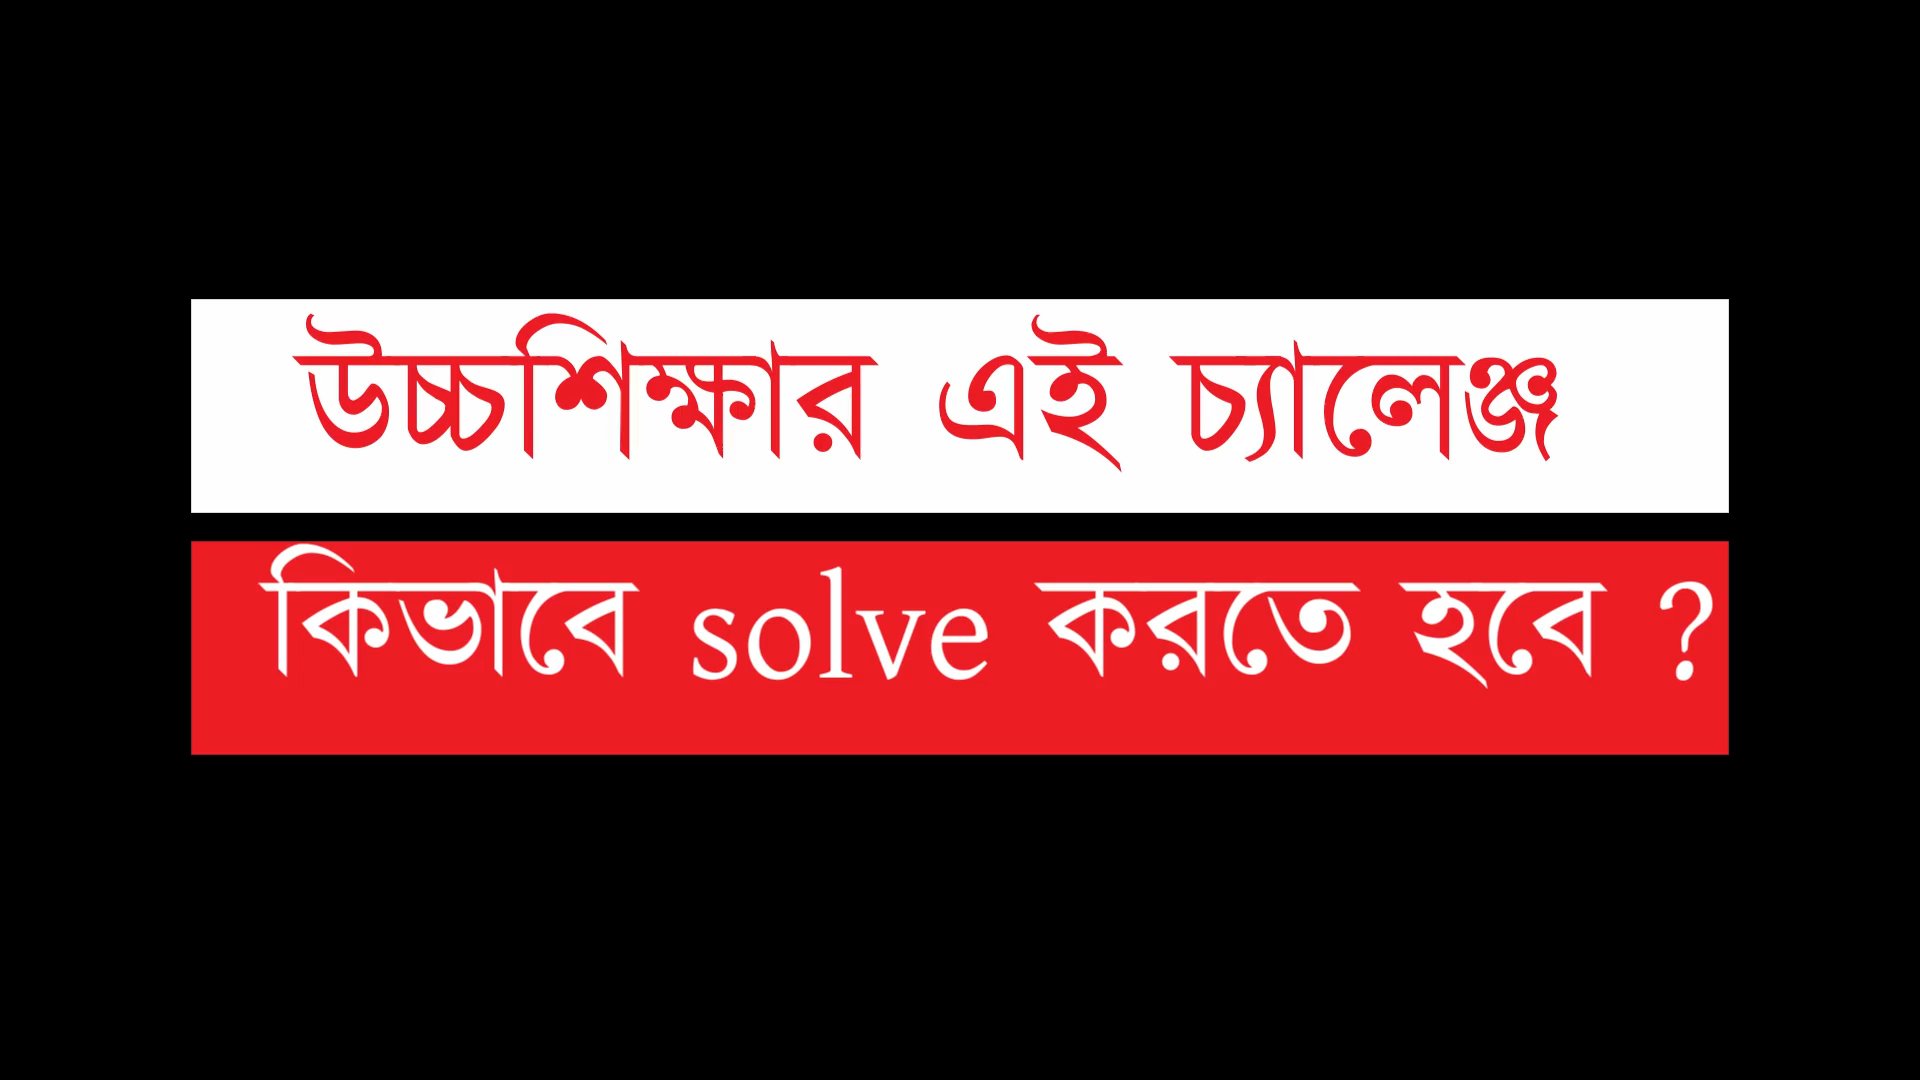 উচ্চশিক্ষার এই চ্যালেঞ্জ
কিভাবে solve করতে হবে ?